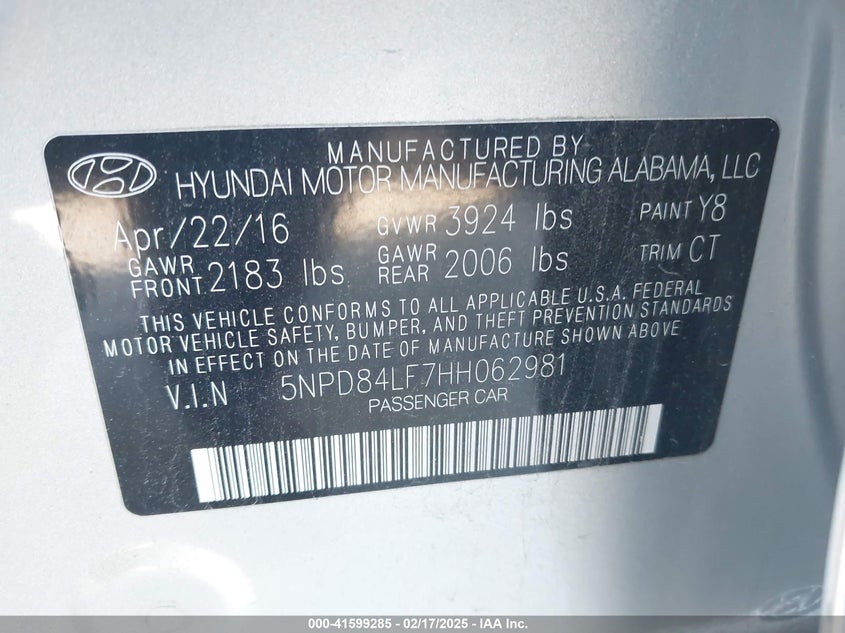 MANUFACTURED BY
HYUNDAI MOTOR MANUFACTURING ALABAMA, LLC
Apr/22/16 GVWR 3924 lbs PAINT Y8
GAWR FRONT 2183 lbs GAWR REAR 2006 lbs TRIM CT
THIS VEHICLE CONFORMS TO ALL APPLICABLE U.S.A. FEDERAL
MOTOR VEHICLE SAFETY, BUMPER, AND THEFT PREVENTION STANDARDS
IN EFFECT ON THE DATE OF MANUFACTURE SHOWN ABOVE
V.I.N 5NPD84LF7HH062981
PASSENGER CAR
000-41599285 - 02/17/2025 - IAA Inc.